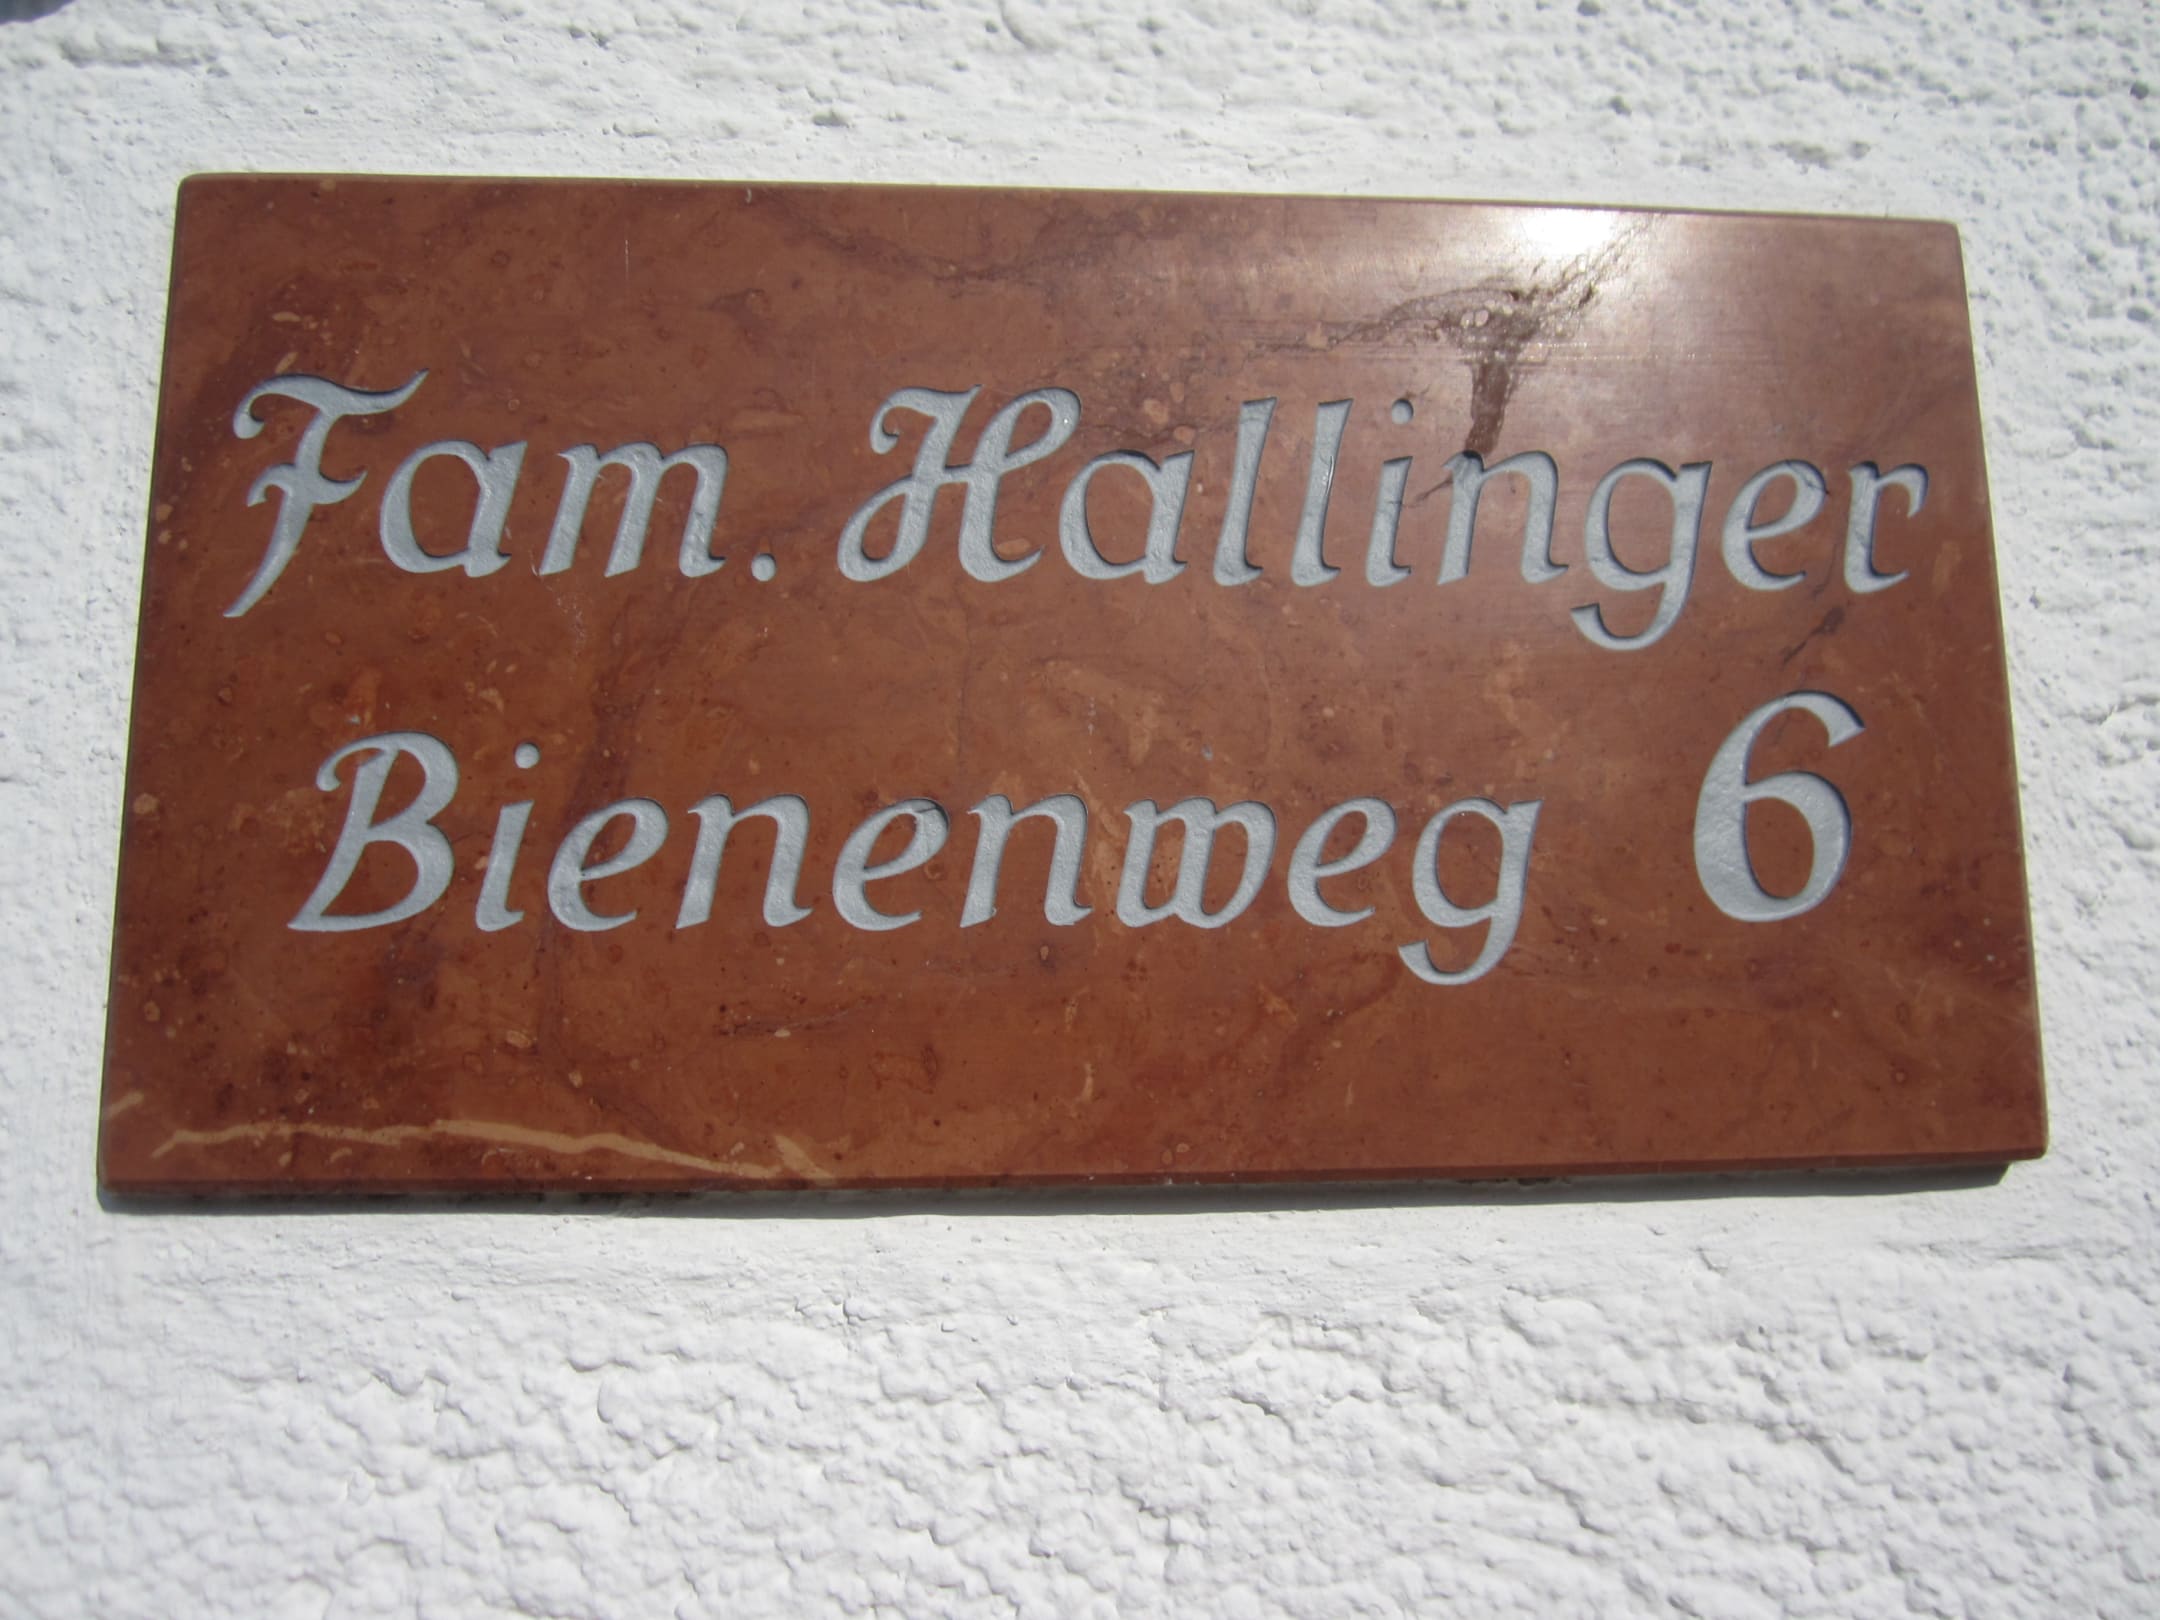 Fam. Hallinger
Bienenweg 6